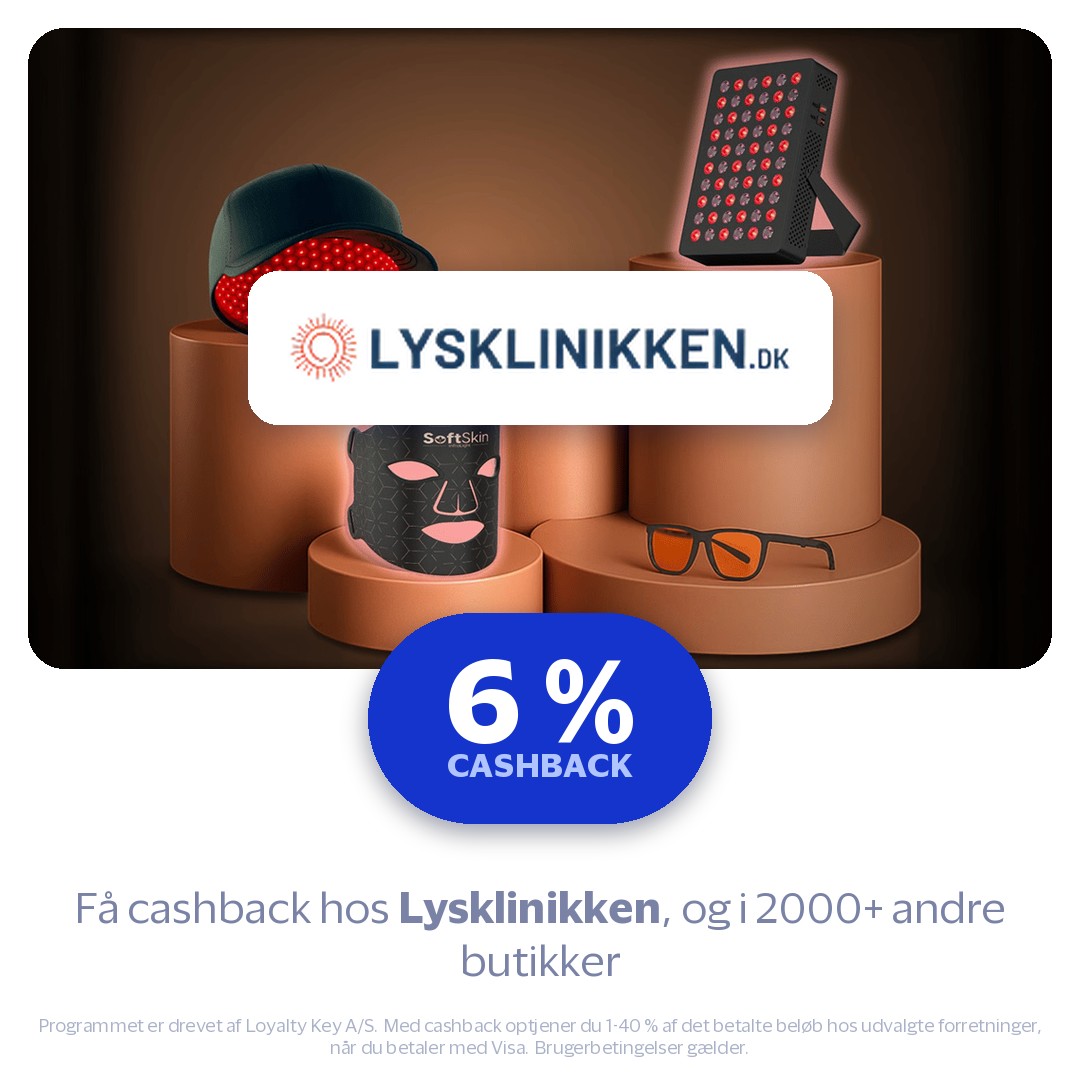 LYSKLINIKKEN.DK
SoftSkin
6 %
CASHBACK
Få cashback hos Lysklinikken, og i 2000+ andre
butikker
Programmet er drevet af Loyalty Key A/S. Med cashback optjener du 1-40 % af det betalte beløb hos udvalgte forretninger,
når du betaler med Visa. Brugerbetingelser gælder.